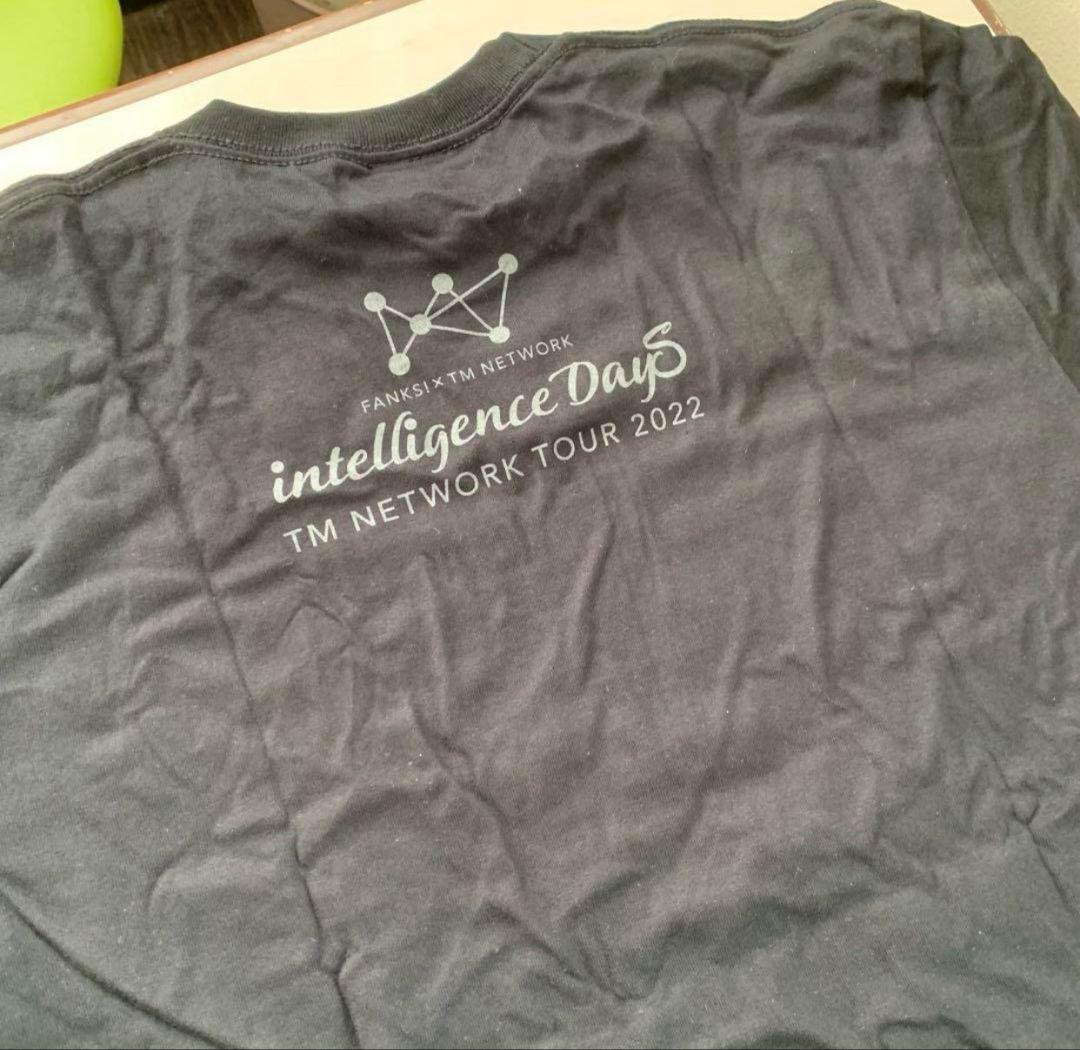 FANKS!×TM NETWORK
intelligence DayS
TM NETWORK TOUR 2022